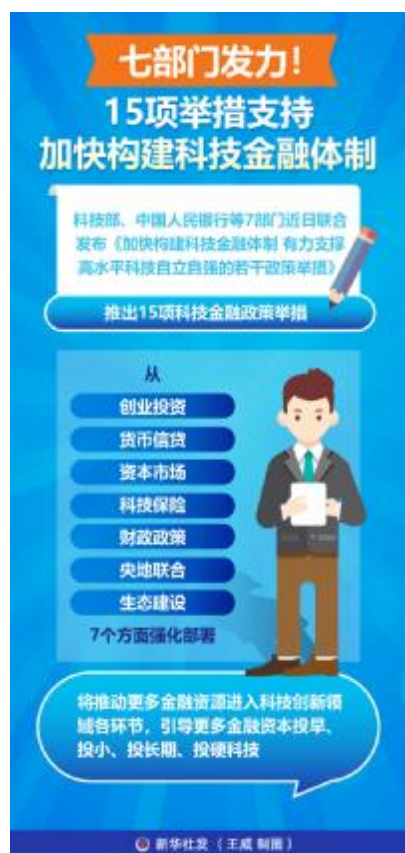 七部门发力！
15项举措支持
加快构建科技金融体制
科技部、中国人民银行等7部门近日联合
发布《加快构建科技金融体制 有力支撑
高水平科技自立自强的若干政策举措》
推出15项科技金融政策举措
从
创业投资
货币信贷
资本市场
科技保险
财政政策
央地联合
生态建设
7个方面强化部署
将推动更多金融资源进入科技创新领
域各环节，引导更多金融资本投早、
投小、投长期、投硬科技
新华社发（王威 制图）